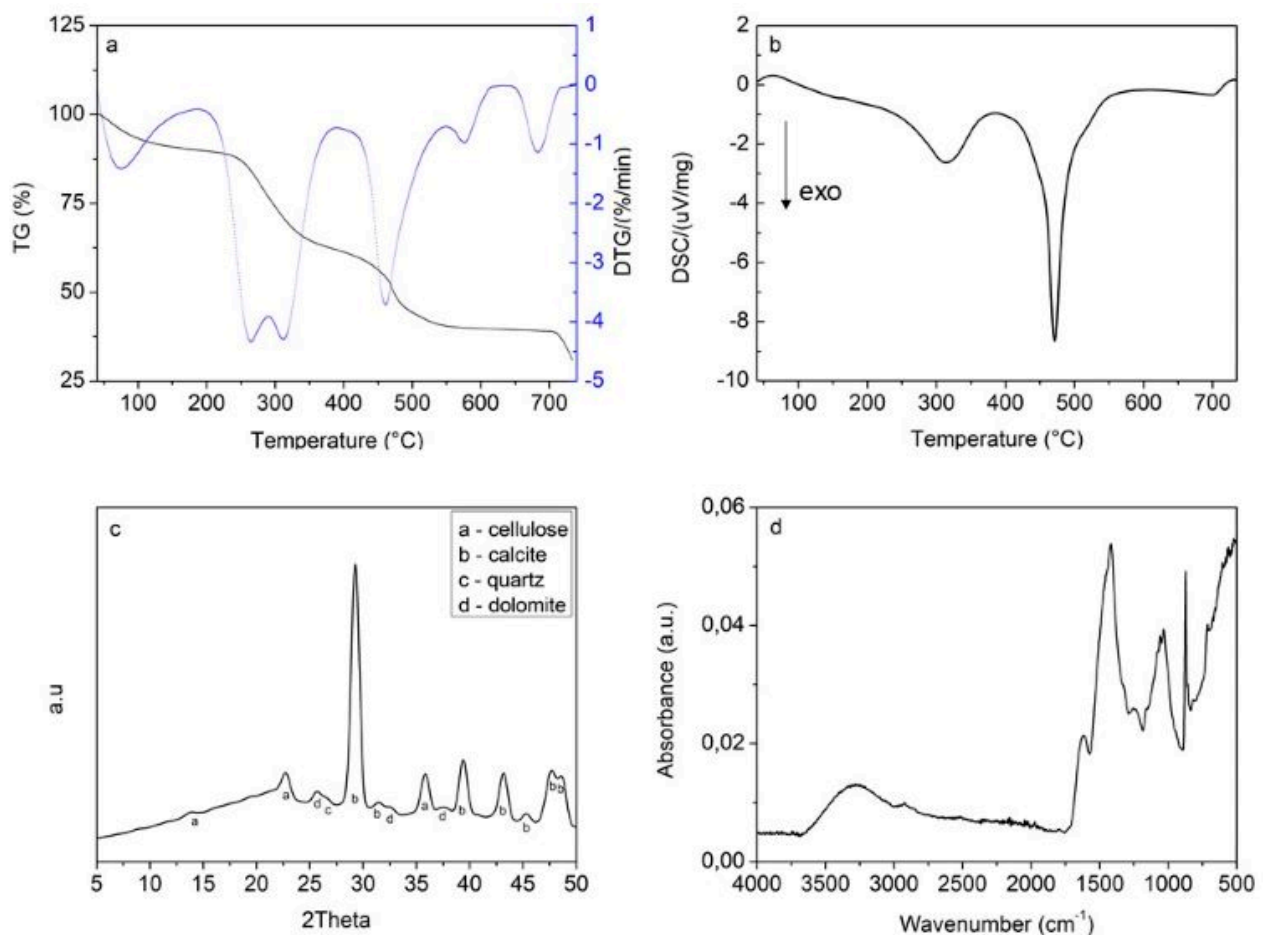 a
125
100
75
50
25
TG (%)
1
0
-1
-2
-3
-4
-5
DTG/(%/min)
100 200 300 400 500 600 700
Temperature (°C)
b
2
0
-2
-4
-6
-8
-10
DSC/(uV/mg)
exo
100 200 300 400 500 600 700
Temperature (°C)
c
a - cellulose
b - calcite
c - quartz
d - dolomite
a.u
a a d c b b d a d b b b b b
5 10 15 20 25 30 35 40 45 50
2Theta
d
0,06
0,04
0,02
0,00
Absorbance (a.u.)
4000 3500 3000 2500 2000 1500 1000 500
Wavenumber (cm⁻¹)